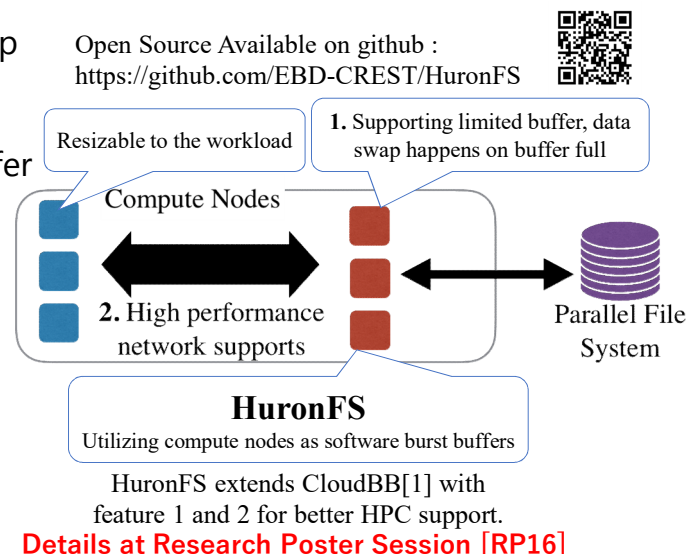 p
Open Source Available on github :
https://github.com/EBD-CREST/HuronFS
Resizable to the workload
1. Supporting limited buffer, data
swap happens on buffer full
fer
Compute Nodes
2. High performance
network supports
Parallel File
System
HuronFS
Utilizing compute nodes as software burst buffers
HuronFS extends CloudBB[1] with
feature 1 and 2 for better HPC support.
Details at Research Poster Session [RP16]